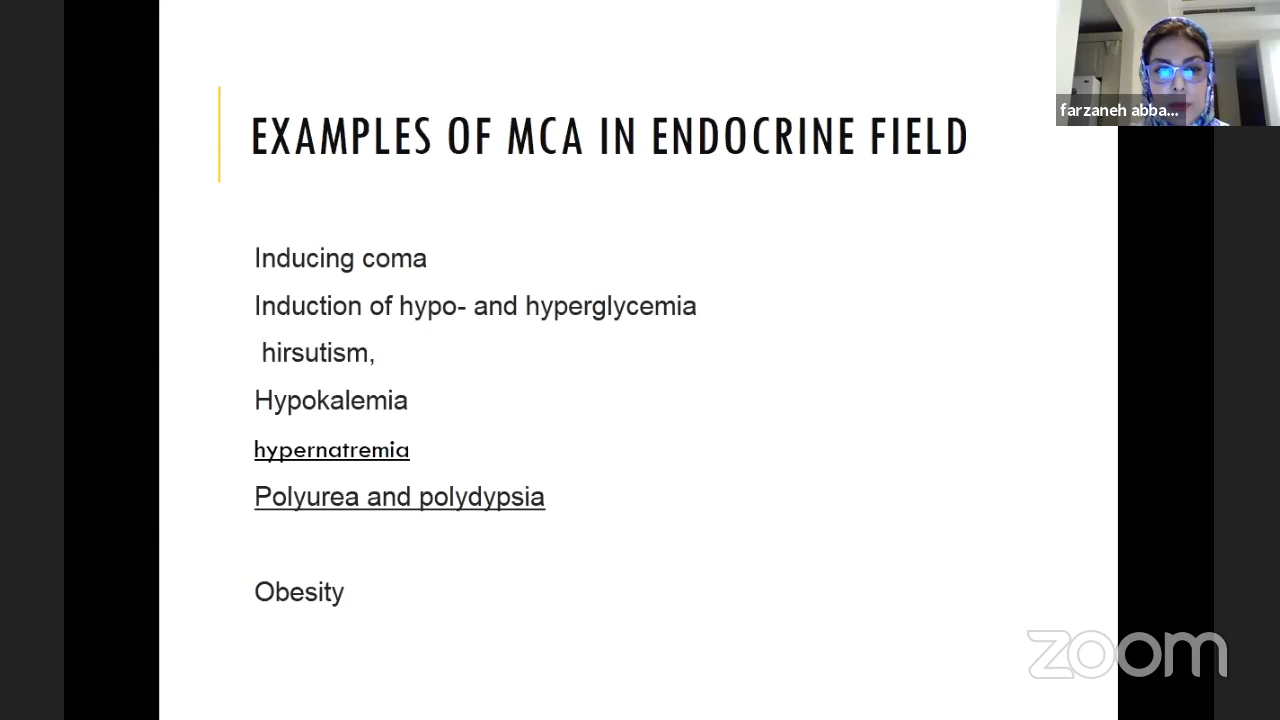 farzaneh abba...
EXAMPLES OF MCA IN ENDOCRINE FIELD
Inducing coma
Induction of hypo- and hyperglycemia
hirsutism,
Hypokalemia
hypernatremia
Polyurea and polydypsia
Obesity
zoom